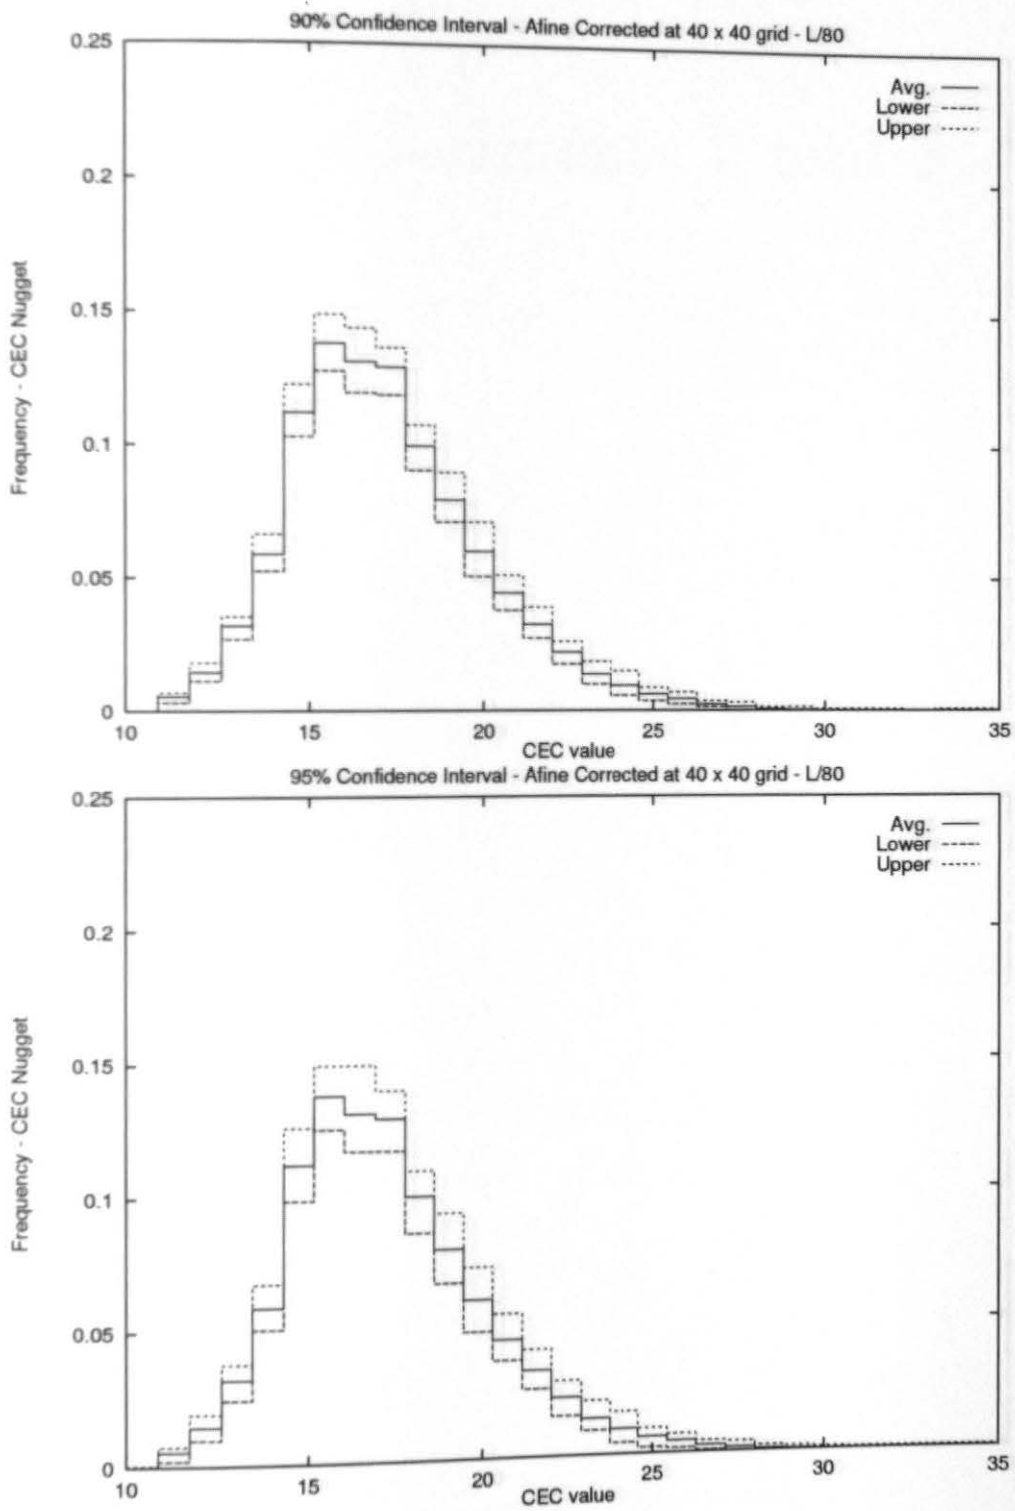 90% Confidence Interval - Afine Corrected at 40 x 40 grid - L/80
0.25
0.2
0.15
0.1
0.05
0
Frequency - CEC Nugget
Avg.
Lower
Upper
10 15 20 25 30 35
CEC value
95% Confidence Interval - Afine Corrected at 40 x 40 grid - L/80
0.25
0.2
0.15
0.1
0.05
0
Frequency - CEC Nugget
Avg.
Lower
Upper
10 15 20 25 30 35
CEC value